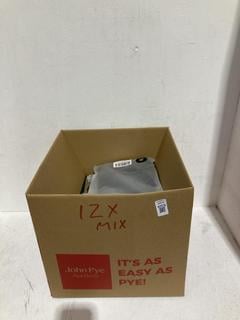 12X
MIX
John Pye
Auctions
IT'S AS
EASY AS
PYE!